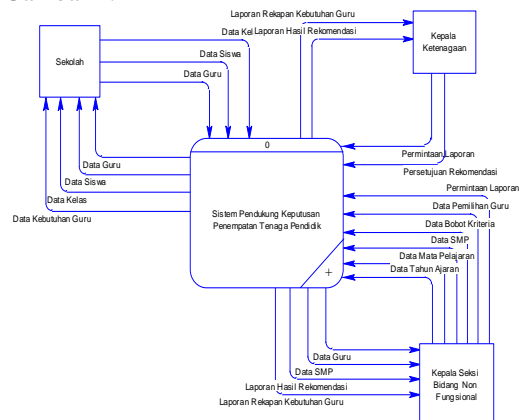 Laporan Rekapan Kebutuhan Guru
Data Kel
Laporan Hasil Rekomendasi
Kepala
Ketenagaan
Sekolah
Data Siswa
Data Guru
0
Permintaan Laporan
Persetujuan Rekomendasi
Data Guru
Data Siswa
Data Kelas
Data Kebutuhan Guru
Sistem Pendukung Keputusan
Penempatan Tenaga Pendidik
+
Permintaan Laporan
Data Pemilihan Guru
Data Bobot Kriteria
Data SMP
Data Mata Pelajaran
Data Tahun Ajaran
Data Guru
Data SMP
Laporan Hasil Rekomendasi
Laporan Rekapan Kebutuhan Guru
Kepala Seksi
Bidang Non
Fungsional